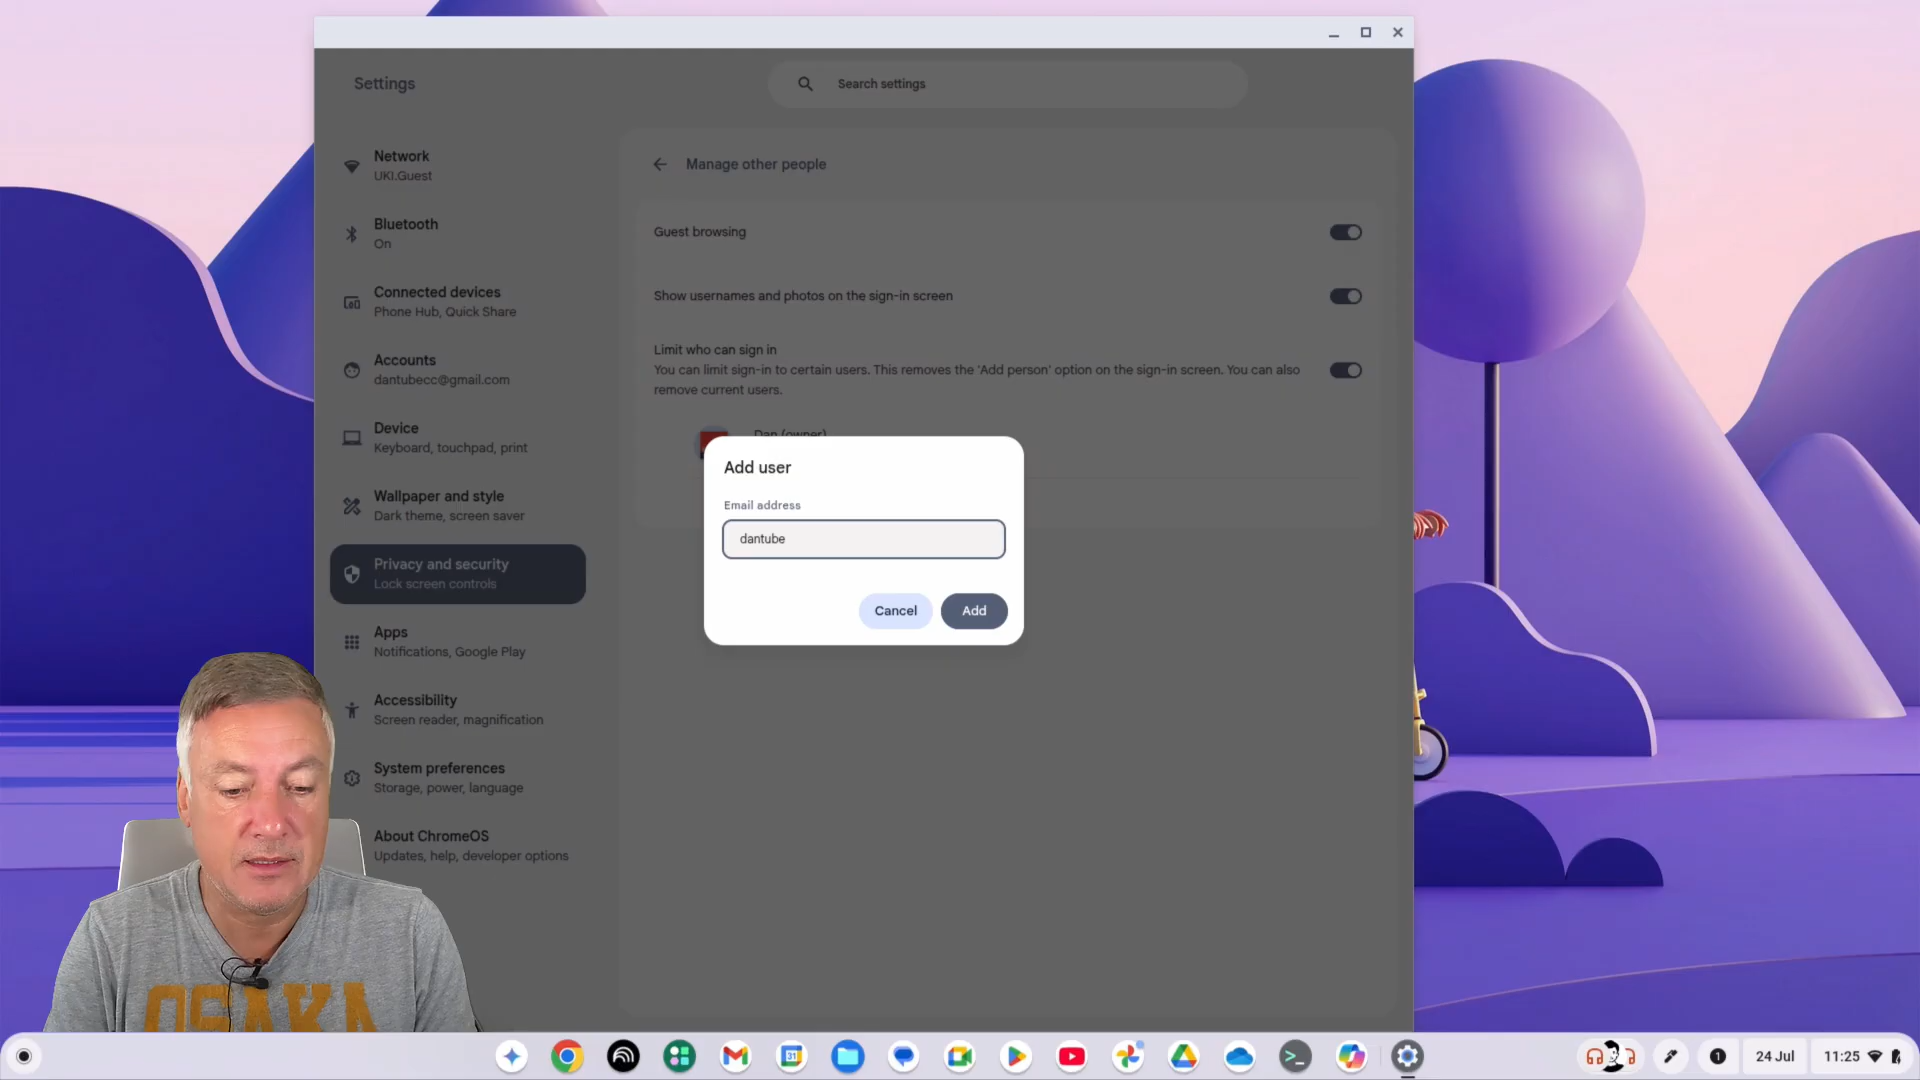 Settings
Search settings
Network
UKI.Guest
Bluetooth
On
Connected devices
Phone Hub, Quick Share
Accounts
dantubecc@gmail.com
Device
Keyboard, touchpad, print
Wallpaper and style
Dark theme, screen saver
Privacy and security
Lock screen controls
Apps
Notifications, Google Play
Accessibility
Screen reader, magnification
System preferences
Storage, power, language
About ChromeOS
Updates, help, developer options
Manage other people
Guest browsing
Show usernames and photos on the sign-in screen
Limit who can sign in
You can limit sign-in to certain users. This removes the 'Add person' option on the sign-in screen. You can also
remove current users.
Dan (owner)
Add user
Email address
dantube
Cancel
Add
OSAKA
31
1
24 Jul
11:25